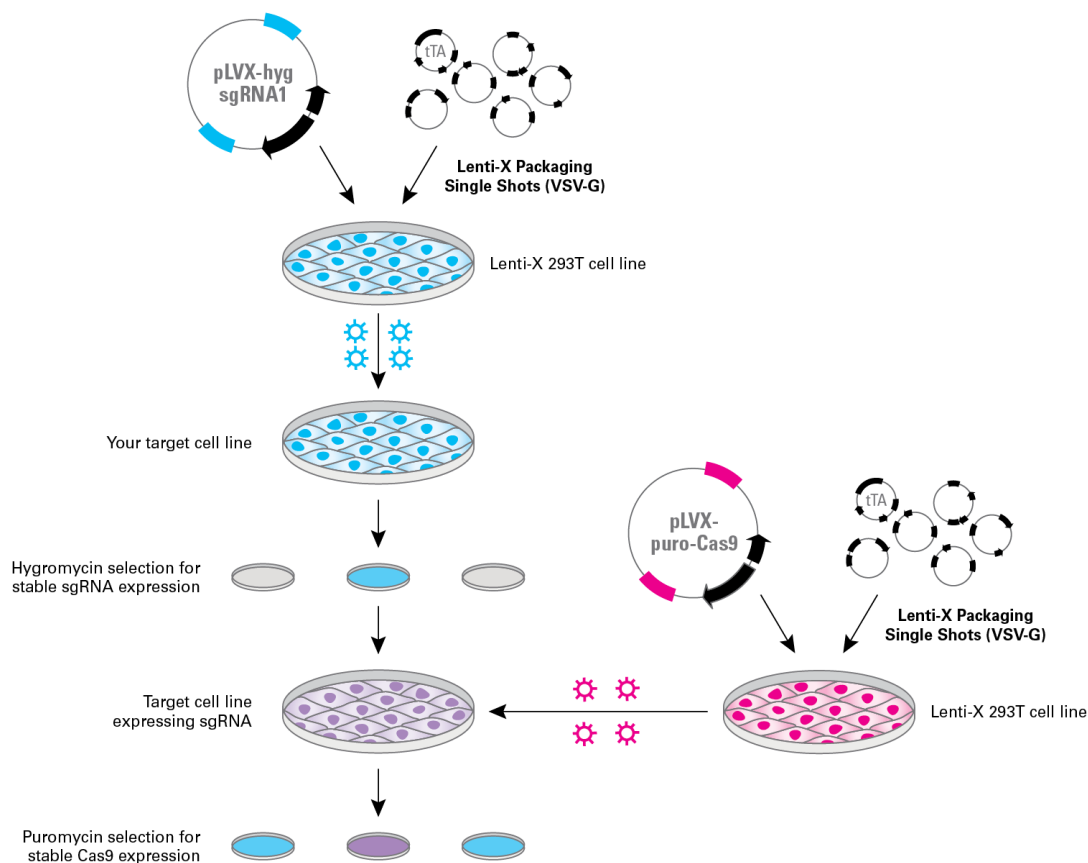 pLVX-hyg
sgRNA1
tTA
Lenti-X Packaging
Single Shots (VSV-G)
Lenti-X 293T cell line
Your target cell line
Hygromycin selection for
stable sgRNA expression
pLVX-
puro-Cas9
tTA
Lenti-X Packaging
Single Shots (VSV-G)
Target cell line
expressing sgRNA
Lenti-X 293T cell line
Puromycin selection for
stable Cas9 expression